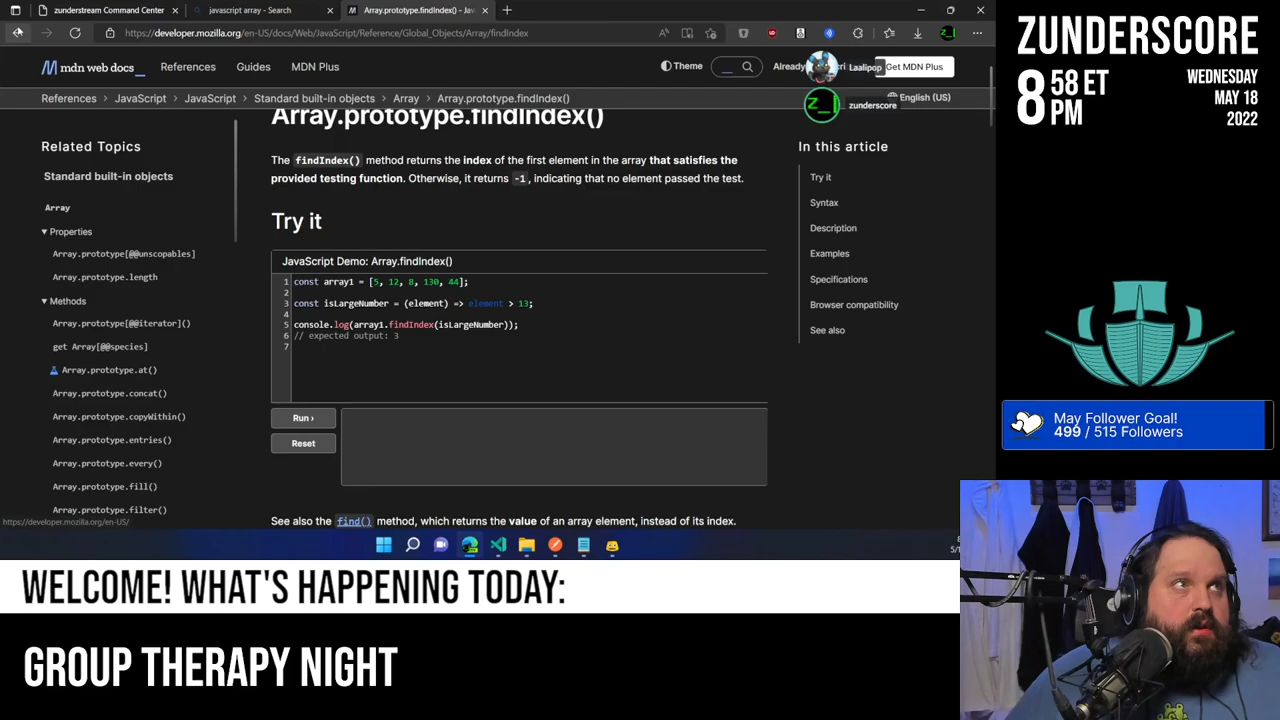 zunderstream Command Center
javascript array - Search
Array.prototype.findIndex() - Jav
https://developer.mozilla.org/en-US/docs/Web/JavaScript/Reference/Global_Objects/Array/findIndex
mdn web docs_
References
Guides
MDN Plus
Theme
Already
Laalipop
Get MDN Plus
References > JavaScript > JavaScript > Standard built-in objects > Array > Array.prototype.findIndex()
zunderscore
English (US)
Related Topics
Standard built-in objects
Array
Properties
Array.prototype[@@unscopables]
Array.prototype.length
Methods
Array.prototype[@@iterator]()
get Array[@@species]
Array.prototype.at()
Array.prototype.concat()
Array.prototype.copyWithin()
Array.prototype.entries()
Array.prototype.every()
Array.prototype.fill()
Array.prototype.filter()
https://developer.mozilla.org/en-US/
Array.prototype.findIndex()
The findIndex() method returns the index of the first element in the array that satisfies the
provided testing function. Otherwise, it returns -1, indicating that no element passed the test.
Try it
JavaScript Demo: Array.findIndex()
1 const array1 = [5, 12, 8, 130, 44];
2
3 const isLargeNumber = (element) => element > 13;
4
5 console.log(array1.findIndex(isLargeNumber));
6 // expected output: 3
7
Run ›
Reset
See also the find() method, which returns the value of an array element, instead of its index.
In this article
Try it
Syntax
Description
Examples
Specifications
Browser compatibility
See also
ZUNDERSCORE
8 58 ET
PM
WEDNESDAY
MAY 18
2022
May Follower Goal!
499 / 515 Followers
WELCOME! WHAT'S HAPPENING TODAY:
GROUP THERAPY NIGHT